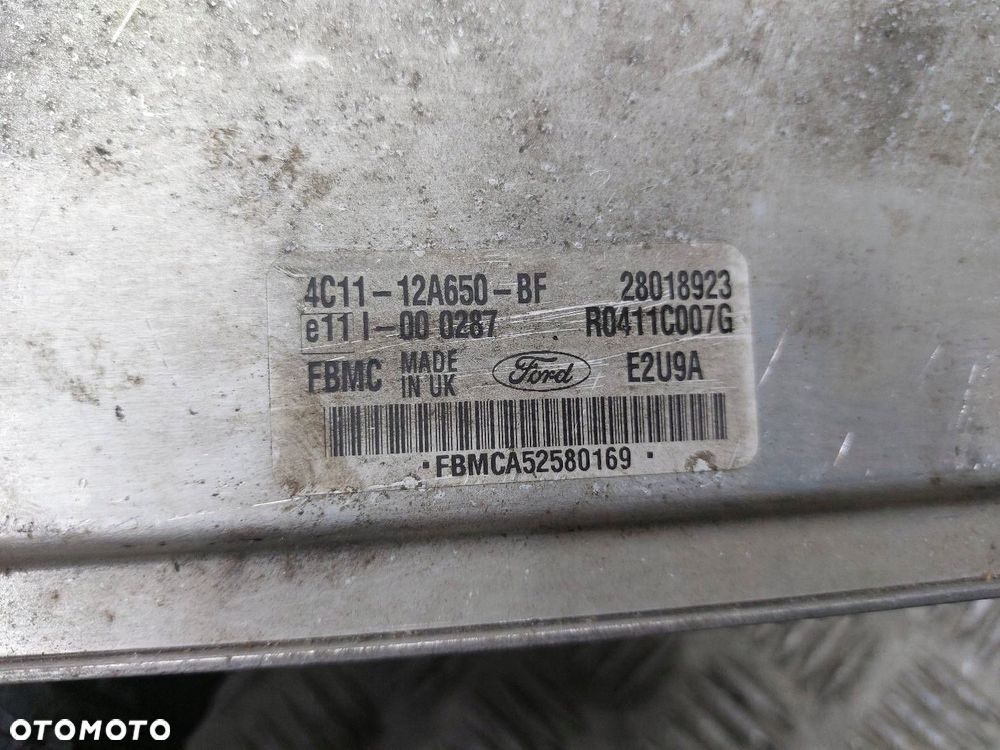 4C11-12A650-BF 28018923
e11 I-00 0287 R0411C007G
FBMC MADE IN UK Ford E2U9A
·FBMCA52580169·
OTOMOTO